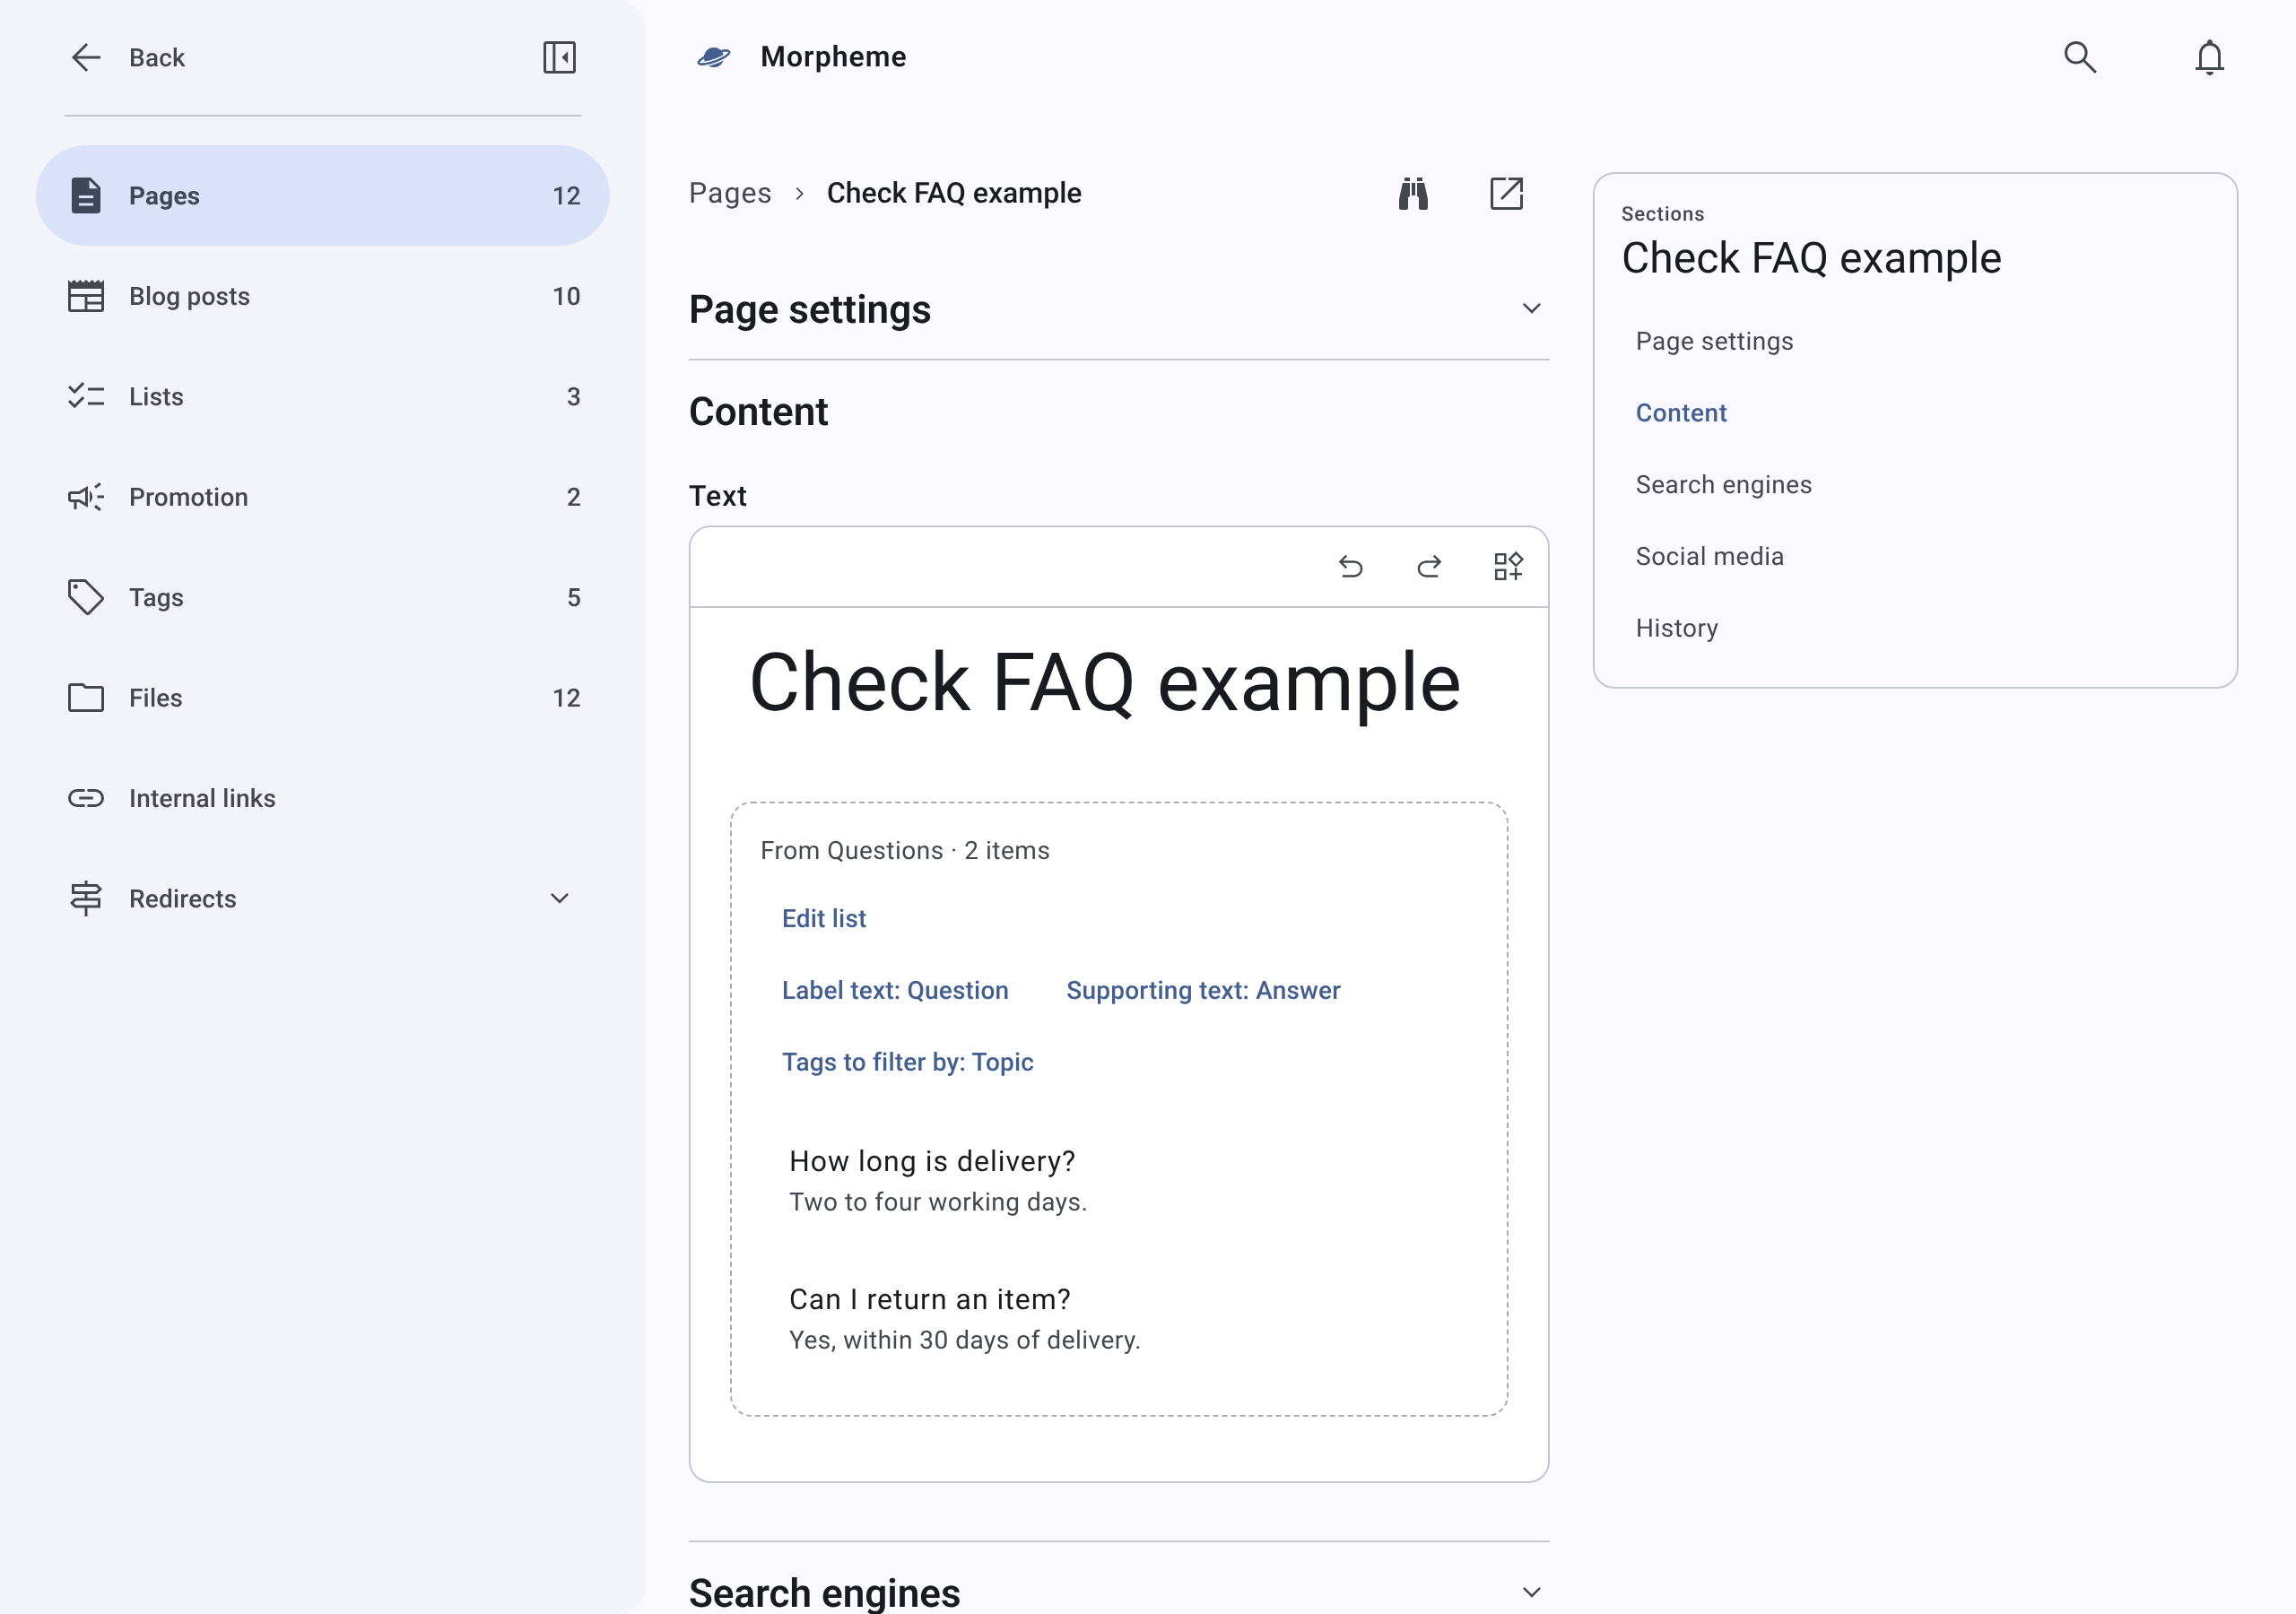 Back
Pages 12
Blog posts 10
Lists 3
Promotion 2
Tags 5
Files 12
Internal links
Redirects
Morpheme
Pages › Check FAQ example
Page settings
Content
Text
Check FAQ example
From Questions · 2 items
Edit list
Label text: Question Supporting text: Answer
Tags to filter by: Topic
How long is delivery?
Two to four working days.
Can I return an item?
Yes, within 30 days of delivery.
Search engines
Sections
Check FAQ example
Page settings
Content
Search engines
Social media
History